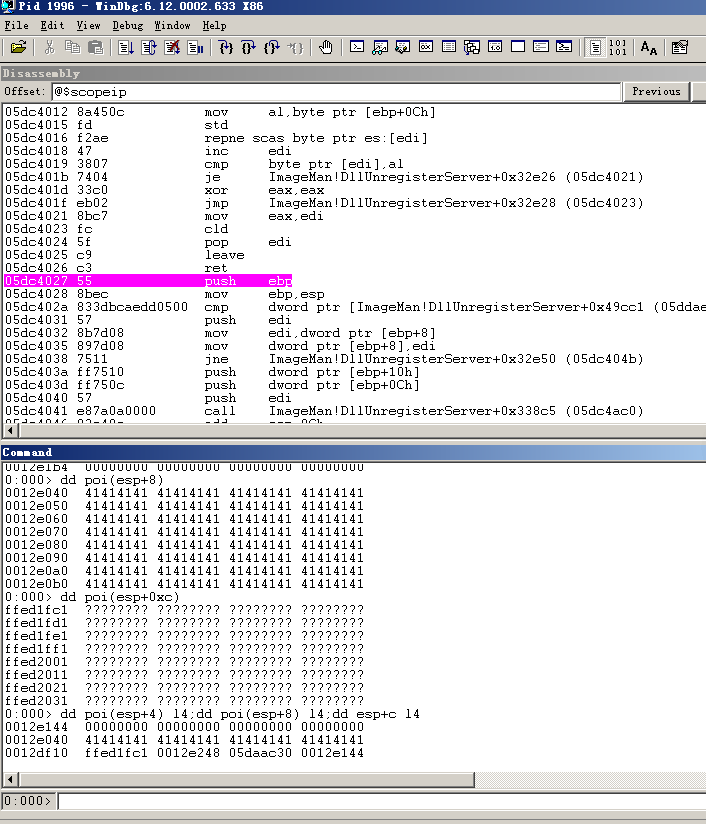 Pid 1996 - WinDbg:6.12.0002.633 X86
File Edit View Debug Window Help
Disassembly
Offset: @$scopeip Previous
05dc4012 8a450c mov al,byte ptr [ebp+0Ch]
05dc4015 fd std
05dc4016 f2ae repne scas byte ptr es:[edi]
05dc4018 47 inc edi
05dc4019 3807 cmp byte ptr [edi],al
05dc401b 7404 je ImageMan!DllUnregisterServer+0x32e26 (05dc4021)
05dc401d 33c0 xor eax,eax
05dc401f eb02 jmp ImageMan!DllUnregisterServer+0x32e28 (05dc4023)
05dc4021 8bc7 mov eax,edi
05dc4023 fc cld
05dc4024 5f pop edi
05dc4025 c9 leave
05dc4026 c3 ret
05dc4027 55 push ebp
05dc4028 8bec mov ebp,esp
05dc402a 833dbcaedd0500 cmp dword ptr [ImageMan!DllUnregisterServer+0x49cc1 (05ddae
05dc4031 57 push edi
05dc4032 8b7d08 mov edi,dword ptr [ebp+8]
05dc4035 897d08 mov dword ptr [ebp+8],edi
05dc4038 7511 jne ImageMan!DllUnregisterServer+0x32e50 (05dc404b)
05dc403a ff7510 push dword ptr [ebp+10h]
05dc403d ff750c push dword ptr [ebp+0Ch]
05dc4040 57 push edi
05dc4041 e87a0a0000 call ImageMan!DllUnregisterServer+0x338c5 (05dc4ac0)
Command
0012e1b4 00000000 00000000 00000000 00000000
0:000> dd poi(esp+8)
0012e040 41414141 41414141 41414141 41414141
0012e050 41414141 41414141 41414141 41414141
0012e060 41414141 41414141 41414141 41414141
0012e070 41414141 41414141 41414141 41414141
0012e080 41414141 41414141 41414141 41414141
0012e090 41414141 41414141 41414141 41414141
0012e0a0 41414141 41414141 41414141 41414141
0012e0b0 41414141 41414141 41414141 41414141
0:000> dd poi(esp+0xc)
ffed1fc1 ???????? ???????? ???????? ????????
ffed1fd1 ???????? ???????? ???????? ????????
ffed1fe1 ???????? ???????? ???????? ????????
ffed1ff1 ???????? ???????? ???????? ????????
ffed2001 ???????? ???????? ???????? ????????
ffed2011 ???????? ???????? ???????? ????????
ffed2021 ???????? ???????? ???????? ????????
ffed2031 ???????? ???????? ???????? ????????
0:000> dd poi(esp+4) l4;dd poi(esp+8) l4;dd esp+c l4
0012e144 00000000 00000000 00000000 00000000
0012e040 41414141 41414141 41414141 41414141
0012df10 ffed1fc1 0012e248 05daac30 0012e144
0:000>